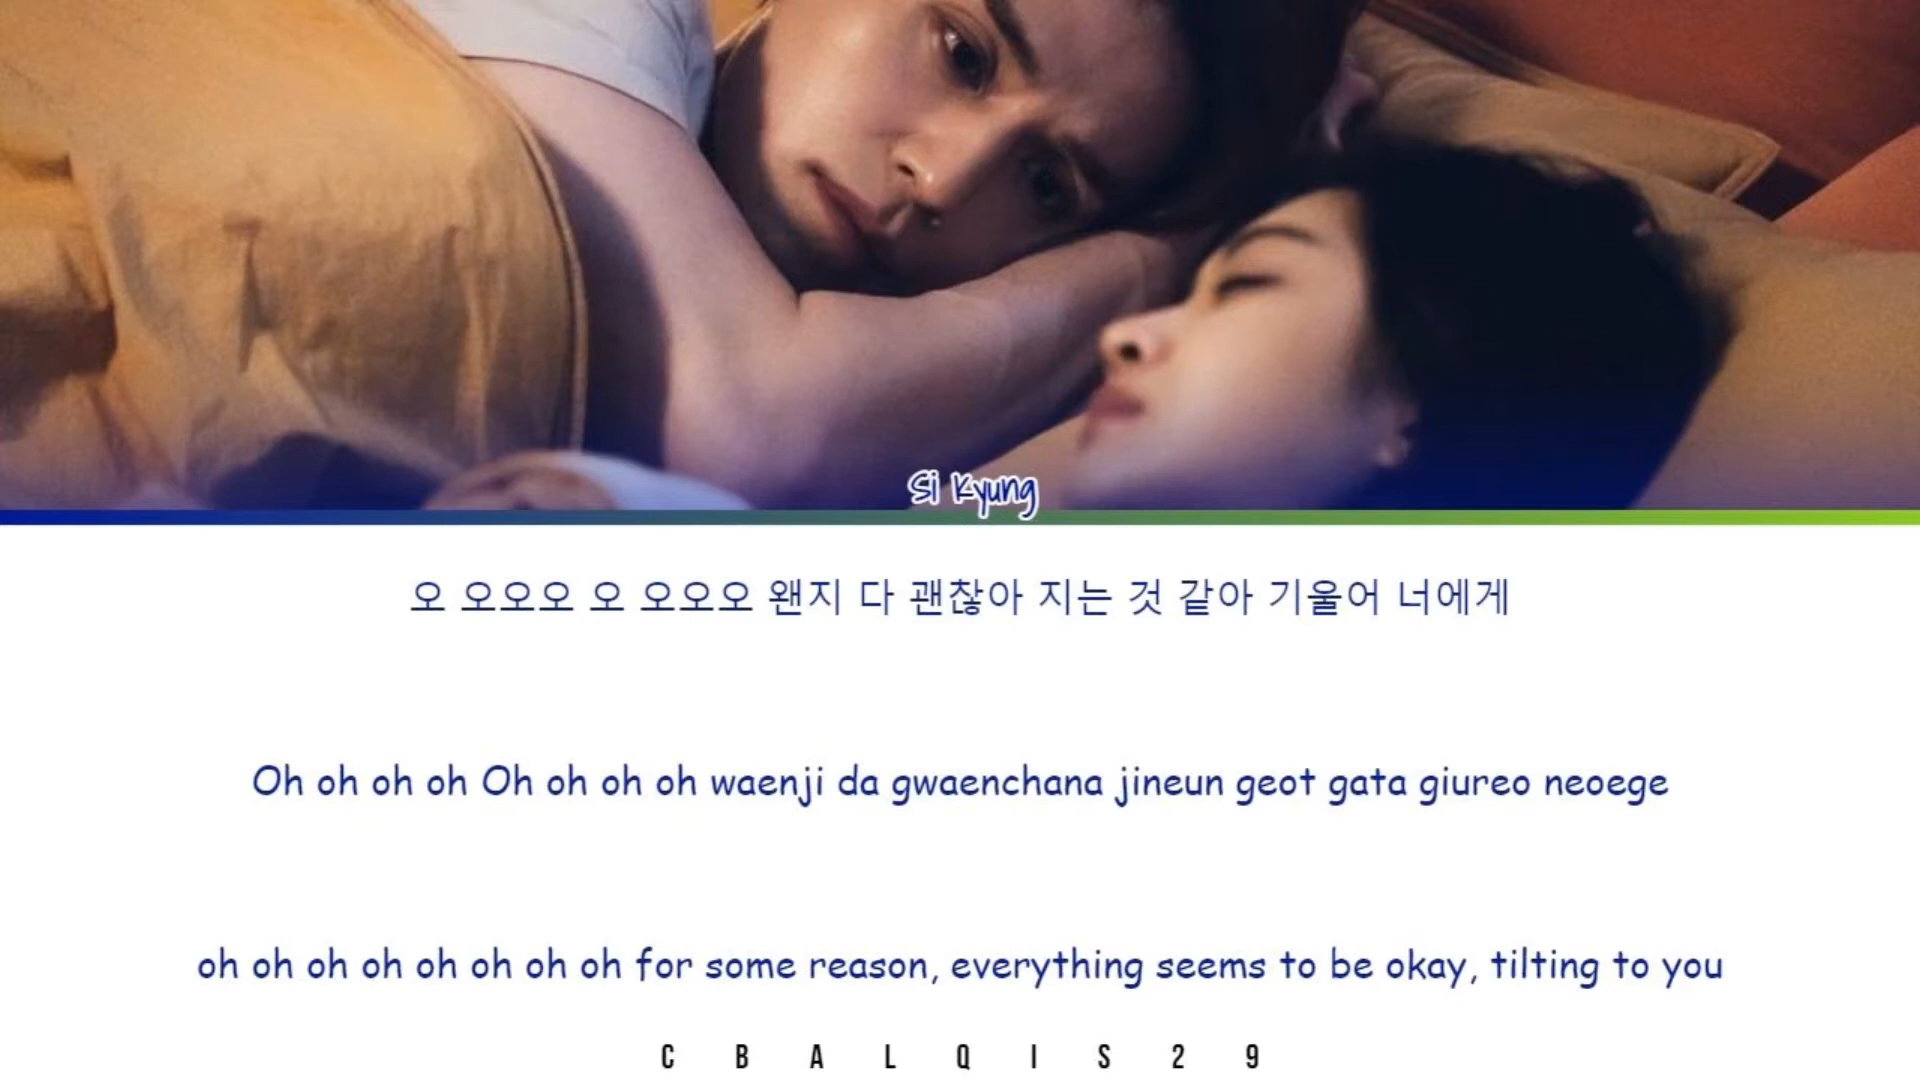 Si Kyung
오 오오오 오 오오오 왠지 다 괜찮아 지는 것 같아 기울어 너에게
Oh oh oh oh Oh oh oh oh waenji da gwaenchana jineun geot gata giureo neoege
oh oh oh oh oh oh oh oh for some reason, everything seems to be okay, tilting to you
CBALQIS29